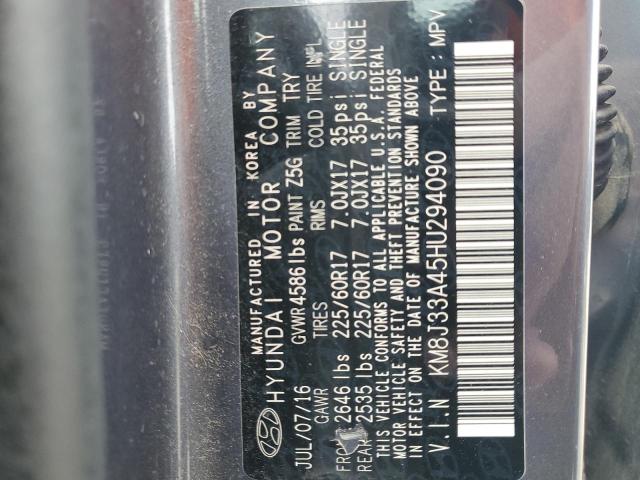 MANUFACTURED IN KOREA BY
HYUNDAI MOTOR COMPANY
JUL/07/16 GVWR 4586 lbs PAINT Z5G TRIM TRY
GAWR TIRES RIMS COLD TIRE INFL
2646 lbs 225/60R17 7.0JX17 35psi SINGLE
2535 lbs 225/60R17 7.0JX17 35psi SINGLE
THIS VEHICLE CONFORMS TO ALL APPLICABLE U.S.A. FEDERAL
MOTOR VEHICLE SAFETY AND THEFT PREVENTION STANDARDS
IN EFFECT ON THE DATE OF MANUFACTURE SHOWN ABOVE
V.I.N KM8J33A45HU294090 TYPE : MPV